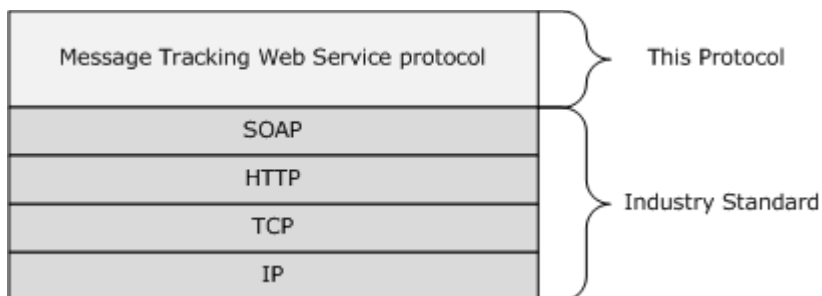 Message Tracking Web Service protocol
This Protocol
SOAP
HTTP
TCP
IP
Industry Standard